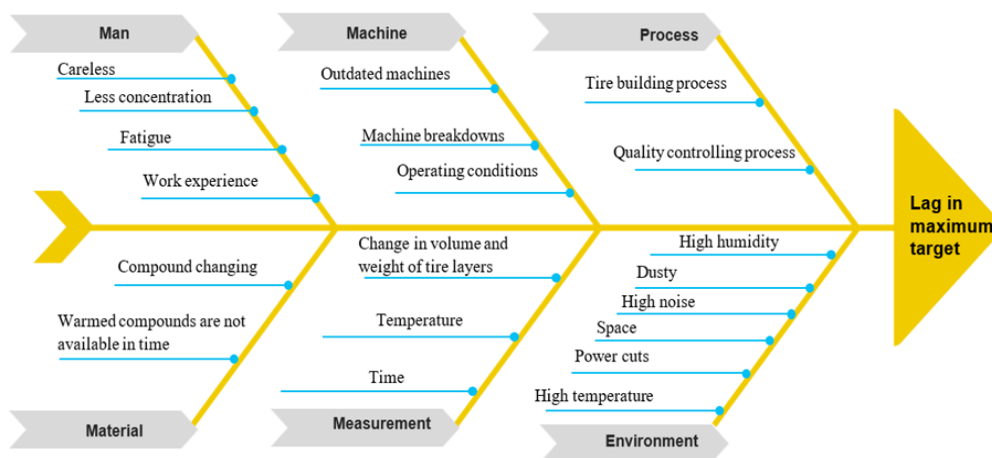 Man
Careless
Less concentration
Fatigue
Work experience
Machine
Outdated machines
Machine breakdowns
Operating conditions
Process
Tire building process
Quality controlling process
Lag in
maximum
target
Compound changing
Warmed compounds are not
available in time
Material
Change in volume and
weight of tire layers
Temperature
Time
Measurement
High humidity
Dusty
High noise
Space
Power cuts
High temperature
Environment